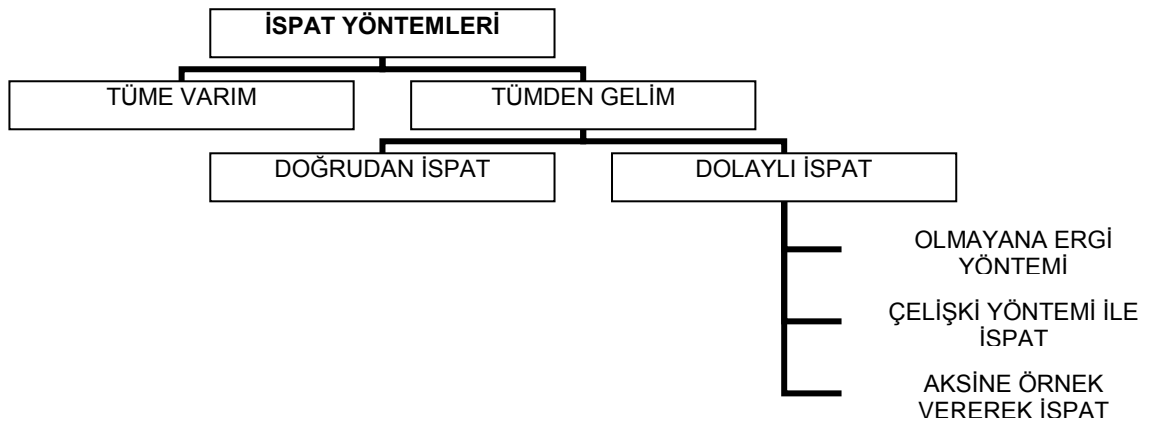 İSPAT YÖNTEMLERİ
TÜME VARIM
TÜMDEN GELİM
DOĞRUDAN İSPAT
DOLAYLI İSPAT
OLMAYANA ERGİ
YÖNTEMİ
ÇELİŞKİ YÖNTEMİ İLE
İSPAT
AKSİNE ÖRNEK
VEREREK İSPAT